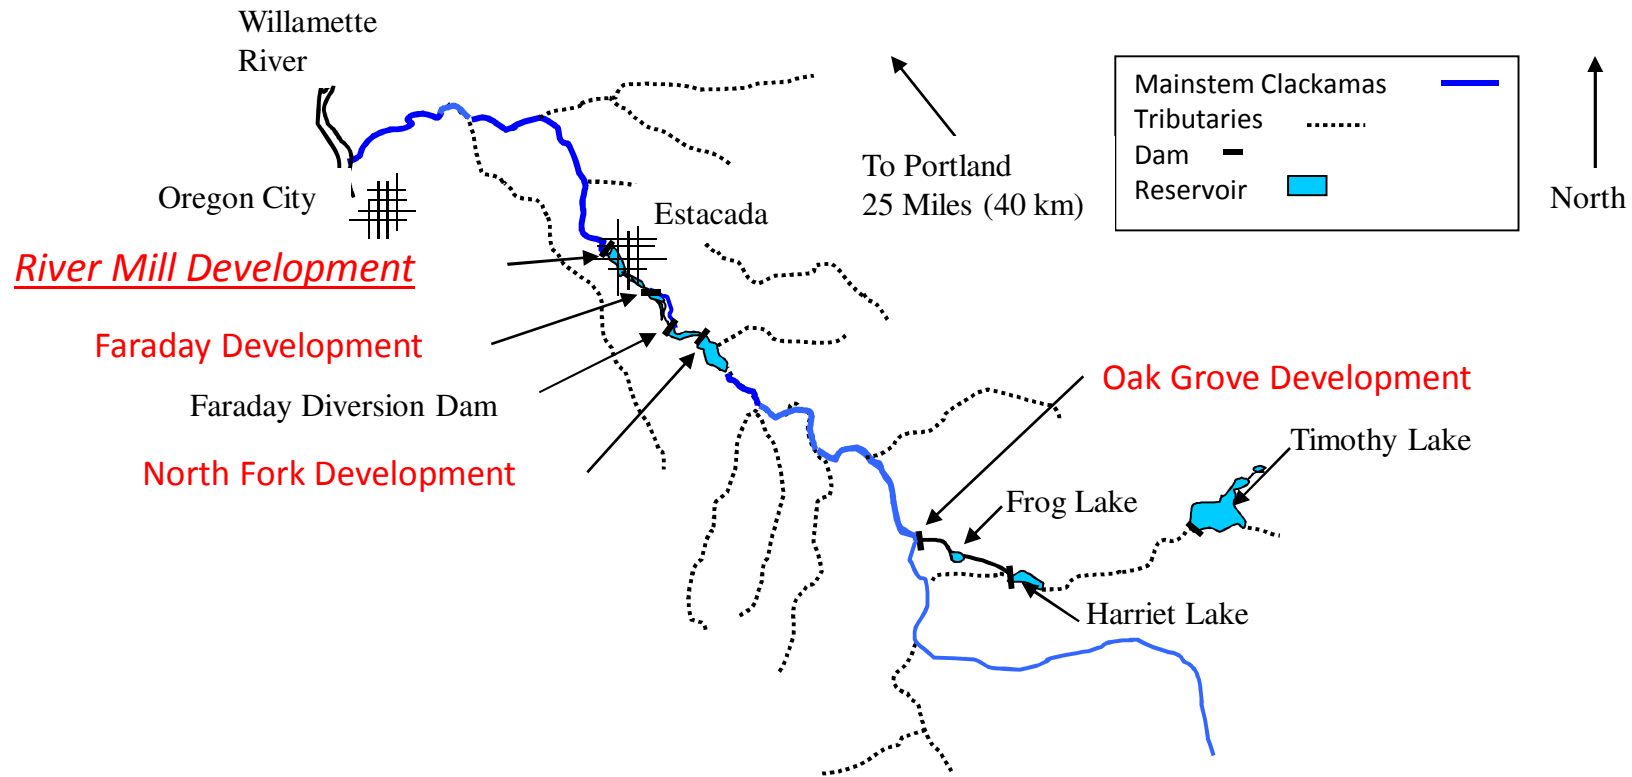 Willamette
River
Mainstem Clackamas
Tributaries
Dam
Reservoir
To Portland
25 Miles (40 km)
North
Oregon City
Estacada
River Mill Development
Faraday Development
Faraday Diversion Dam
North Fork Development
Oak Grove Development
Timothy Lake
Frog Lake
Harriet Lake